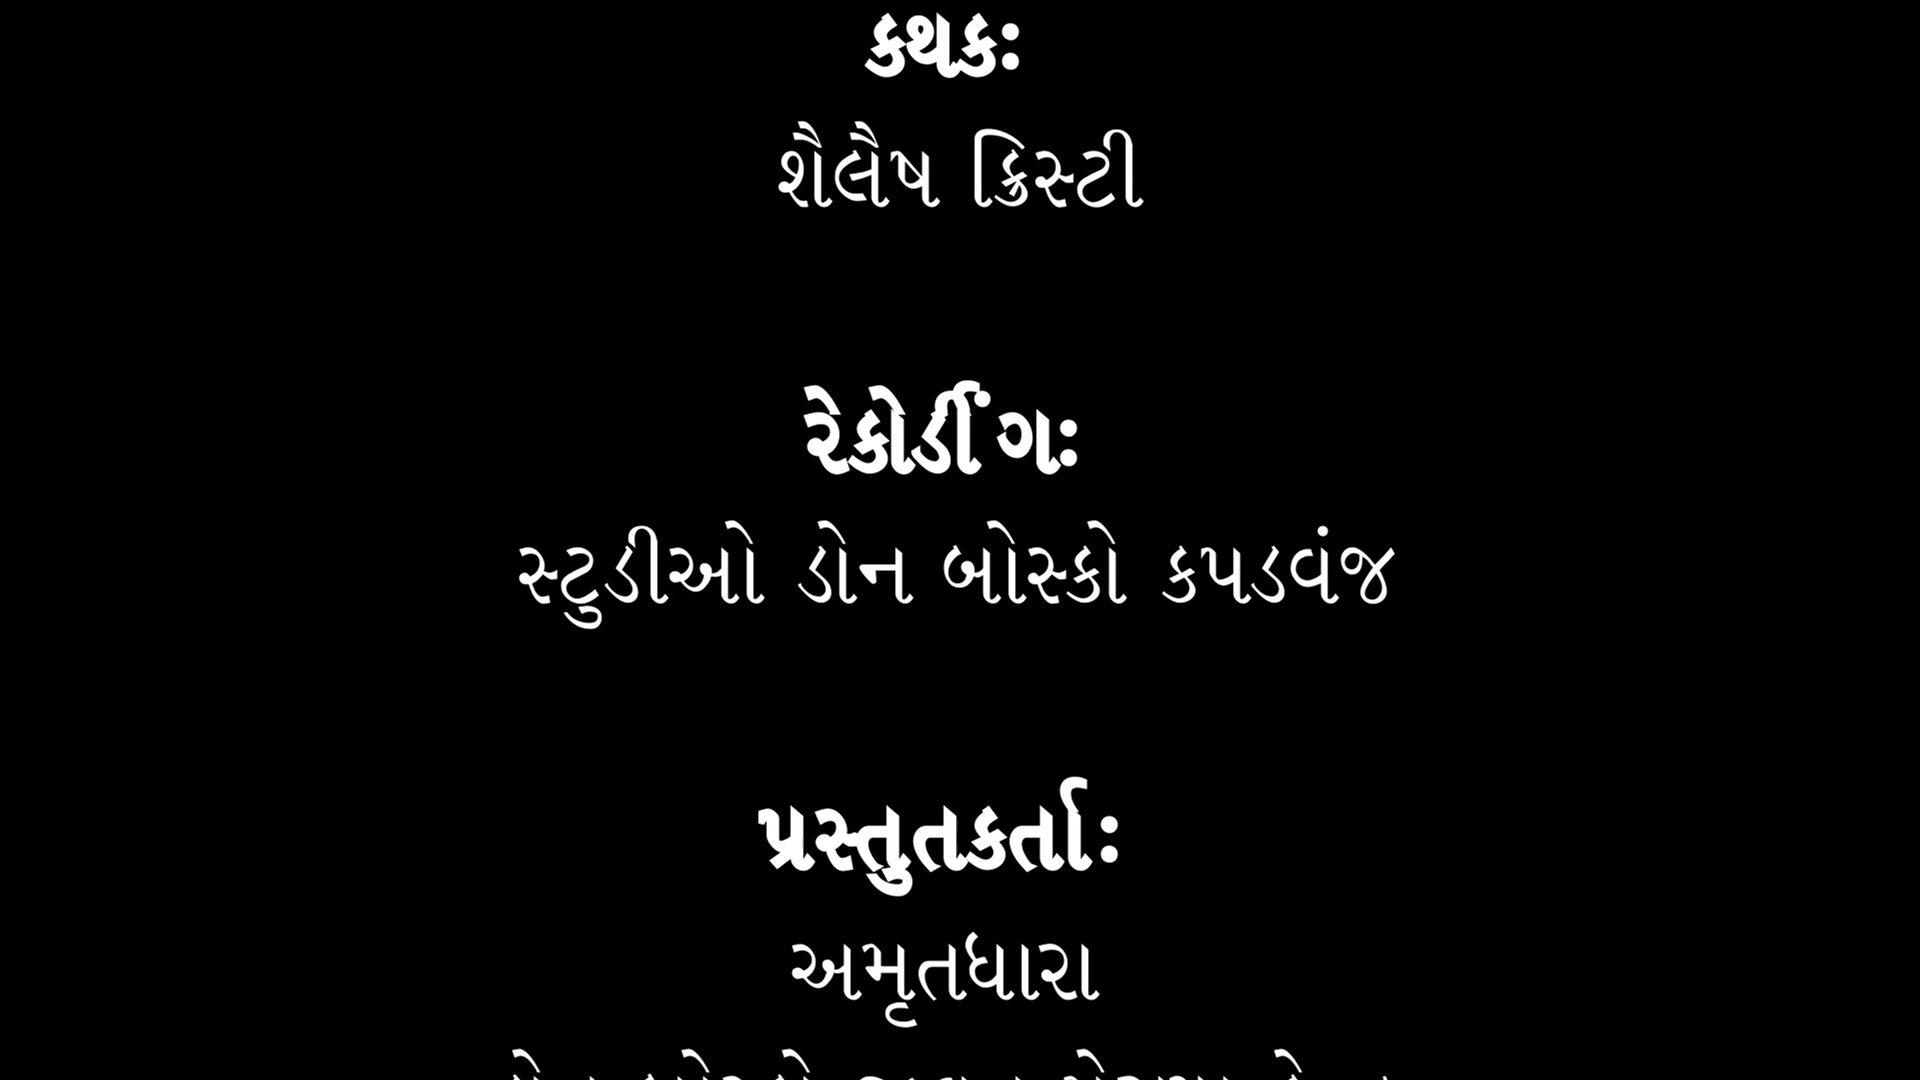 કથકઃ
શૈલૈષ ક્રિસ્ટી
રેકોર્ડીંગઃ
સ્ટુડીઓ ડોન બોસ્કો કપડવંજ
પ્રસ્તુતકર્તાઃ
અમૃતધારા